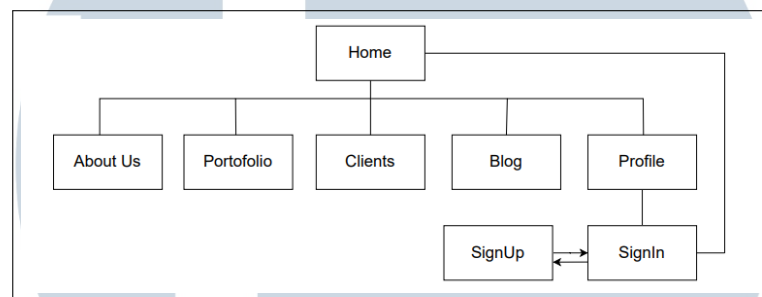 Home
About Us
Portofolio
Clients
Blog
Profile
SignUp
SignIn